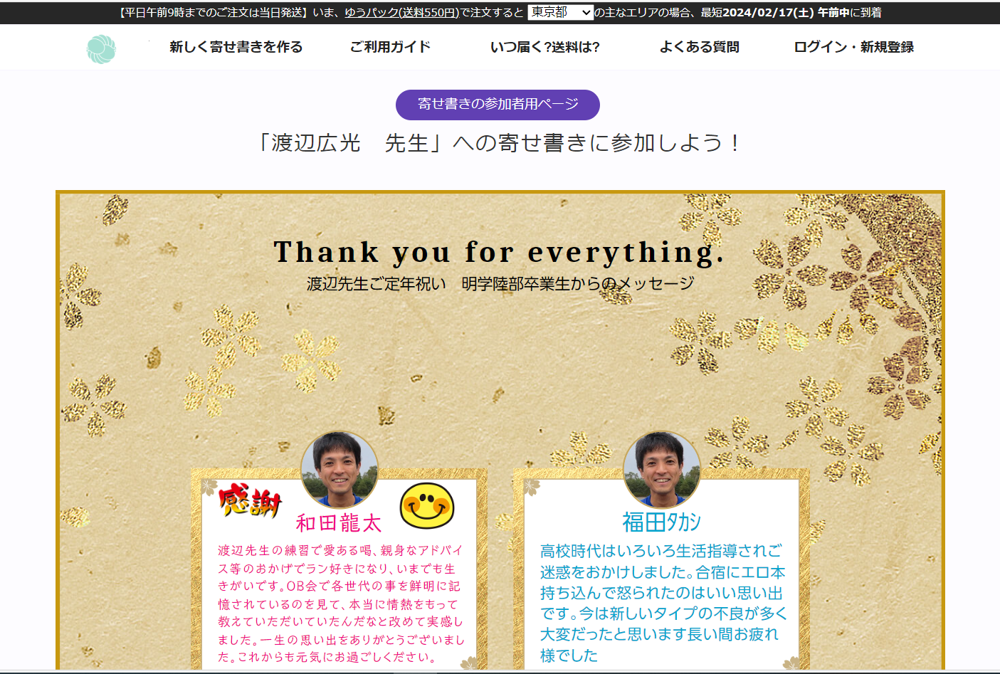 【平日午前9時までのご注文は当日発送】いま、ゆうパック(送料550円)で注文すると 東京都 の主なエリアの場合、最短2024/02/17(土) 午前中に到着
新しく寄せ書きを作る ご利用ガイド いつ届く?送料は? よくある質問 ログイン・新規登録
寄せ書きの参加者用ページ
「渡辺広光　先生」への寄せ書きに参加しよう！
Thank you for everything.
渡辺先生ご定年祝い　明学陸部卒業生からのメッセージ
感謝
和田龍太
渡辺先生の練習で愛ある喝、親身なアドバイ
ス等のおかげでラン好きになり、いまでも生
きがいです。OB会で各世代の事を鮮明に記
憶されているのを見て、本当に情熱をもって
教えていただいていたんだなと改めて実感し
ました。一生の思い出をありがとうございまし
た。これからも元気にお過ごしください。
福田ﾀｶｼ
高校時代はいろいろ生活指導されご
迷惑をおかけしました。合宿にエロ本
持ち込んで怒られたのはいい思い出
です。今は新しいタイプの不良が多く
大変だったと思います長い間お疲れ
様でした